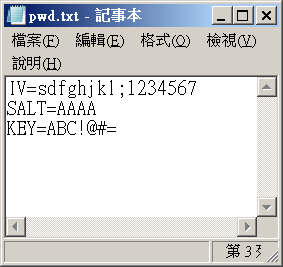 pwd.txt - 記事本
檔案(F) 編輯(E) 格式(O) 檢視(V)
說明(H)
IV=sdfghjkl;1234567
SALT=AAAA
KEY=ABC!@#=
第 3